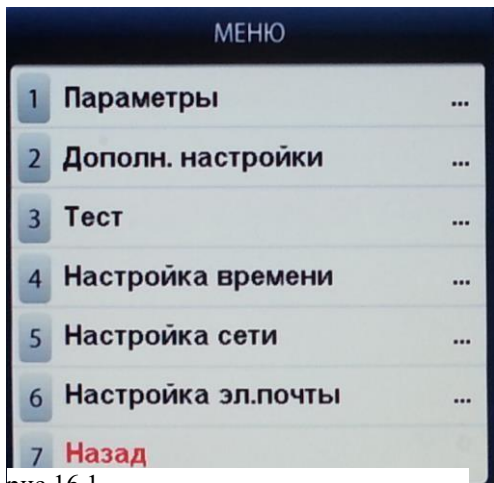 МЕНЮ
1 Параметры ...
2 Дополн. настройки ...
3 Тест ...
4 Настройка времени ...
5 Настройка сети ...
6 Настройка эл.почты ...
7 Назад